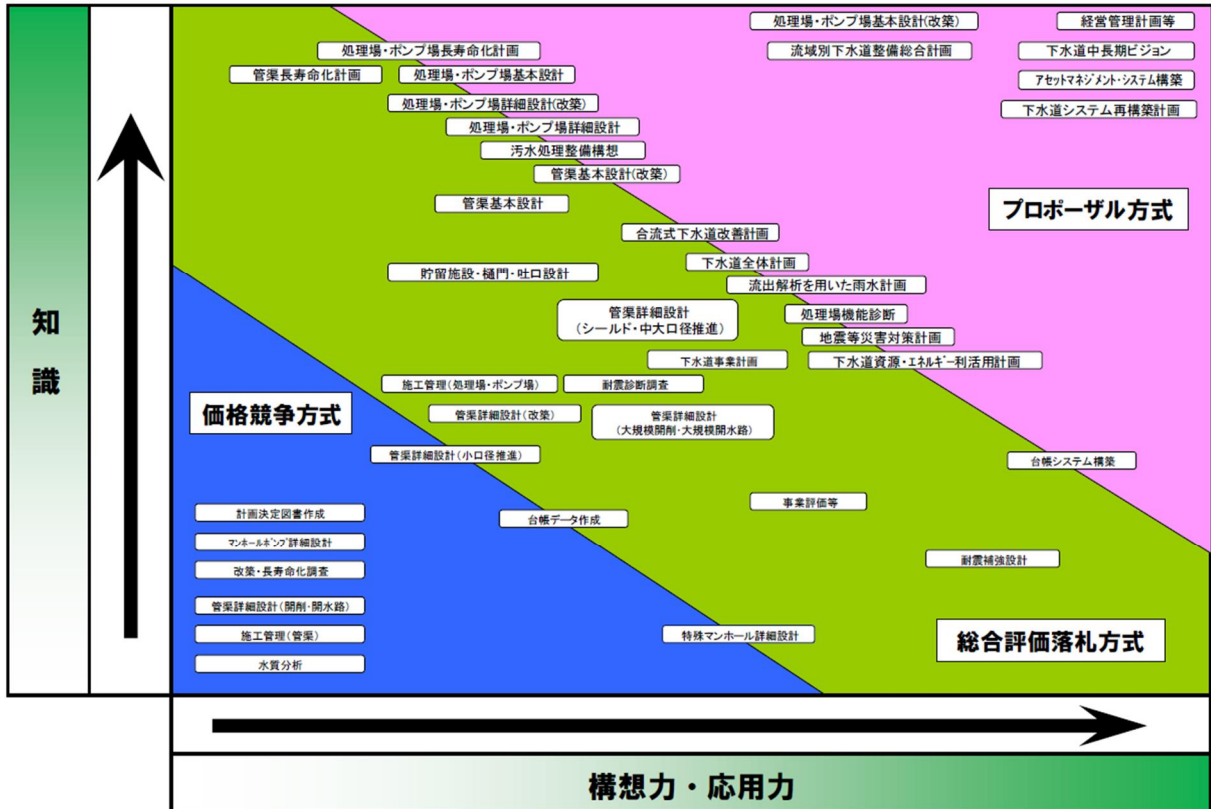 処理場・ポンプ場基本設計(改築)
経営管理計画等
処理場・ポンプ場長寿命化計画
流域別下水道整備総合計画
下水道中長期ビジョン
管渠長寿命化計画
処理場・ポンプ場基本設計
アセットマネジメント・システム構築
処理場・ポンプ場詳細設計(改築)
下水道システム再構築計画
処理場・ポンプ場詳細設計
汚水処理整備構想
管渠基本設計(改築)
管渠基本設計
プロポーザル方式
合流式下水道改善計画
下水道全体計画
貯留施設・樋門・吐口設計
流出解析を用いた雨水計画
管渠詳細設計
(シールド・中大口径推進)
処理場機能診断
地震等災害対策計画
下水道事業計画
下水道資源・エネルギー利活用計画
知識
施工管理(処理場・ポンプ場)
耐震診断調査
価格競争方式
管渠詳細設計(改築)
管渠詳細設計
(大規模開削・大規模開水路)
管渠詳細設計(小口径推進)
台帳システム構築
事業評価等
計画決定図書作成
台帳データ作成
マンホールポンプ詳細設計
耐震補強設計
改築・長寿命化調査
管渠詳細設計(開削・開水路)
施工管理(管渠)
特殊マンホール詳細設計
総合評価落札方式
水質分析
構想力・応用力